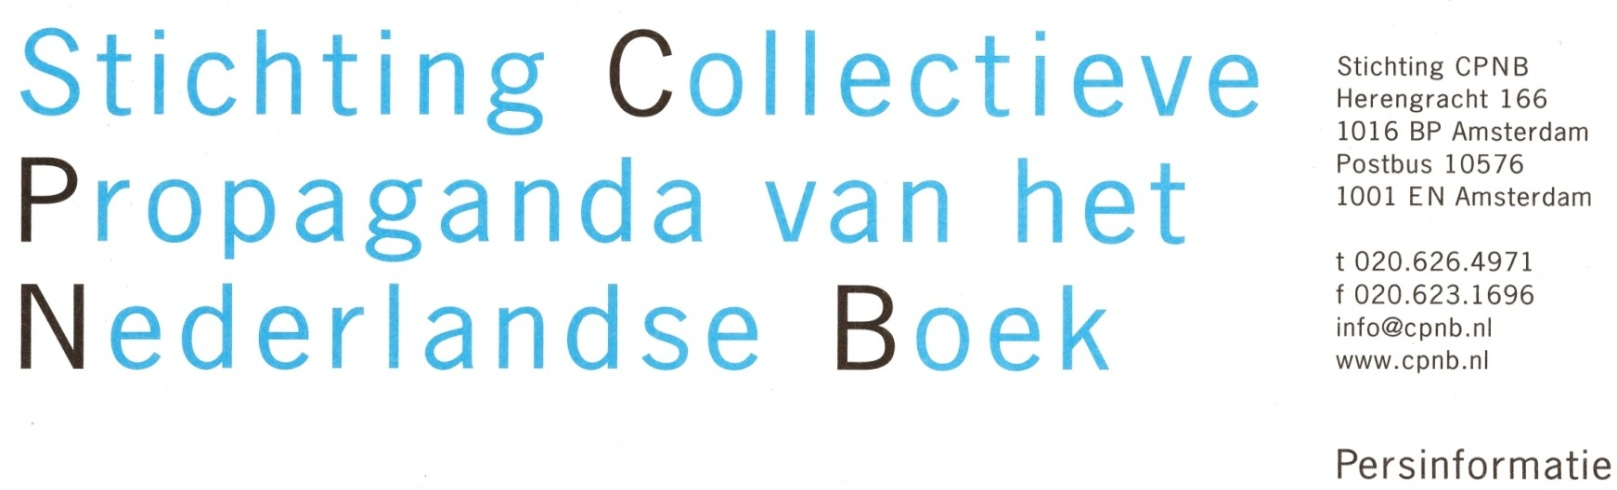 Stichting Collectieve
Propaganda van het
Nederlandse Boek
Stichting CPNB
Herengracht 166
1016 BP Amsterdam
Postbus 10576
1001 EN Amsterdam
t 020.626.4971
f 020.623.1696
info@cpnb.nl
www.cpnb.nl
Persinformatie